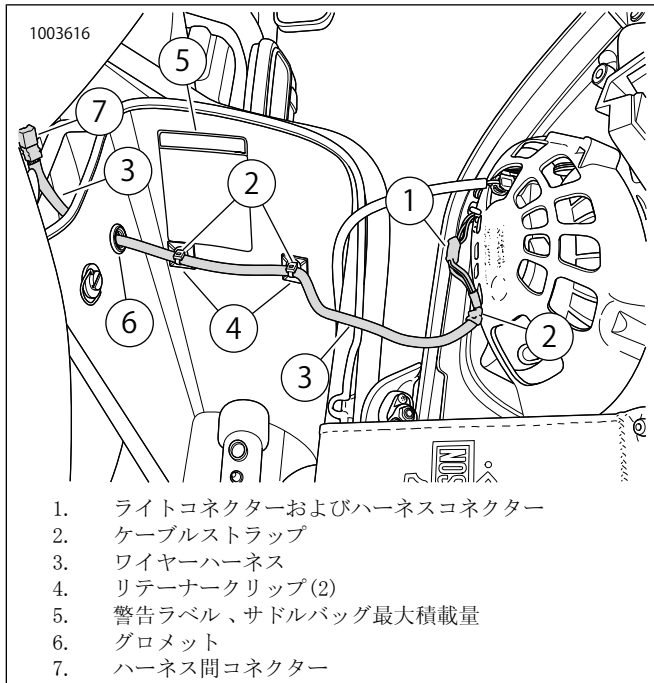 1003616
5
7
3
2
1
6
4
2
3
SON
1. ライトコネクターおよびハーネスコネクター
2. ケーブルストラップ
3. ワイヤーハーネス
4. リテーナークリップ(2)
5. 警告ラベル、サドルバッグ最大積載量
6. グロメット
7. ハーネス間コネクター